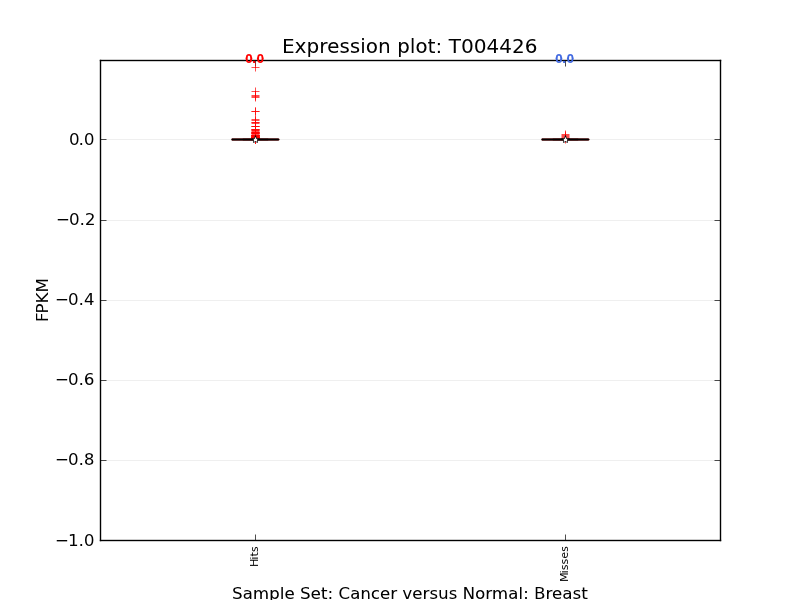 Expression plot: T004426
0.0 0.0
0.0
−0.2
−0.4
−0.6
−0.8
−1.0
FPKM
Hits Misses
Sample Set: Cancer versus Normal: Breast